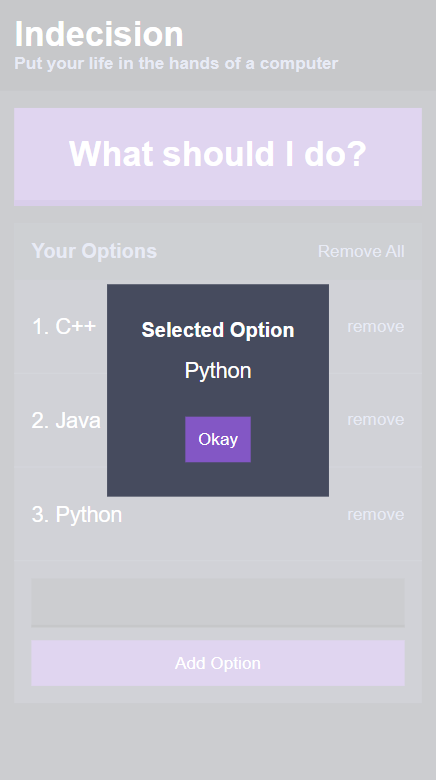 Indecision
Put your life in the hands of a computer
What should I do?
Your Options Remove All
Selected Option
1. C++ remove
Python
2. Java remove
Okay
3. Python remove
Add Option